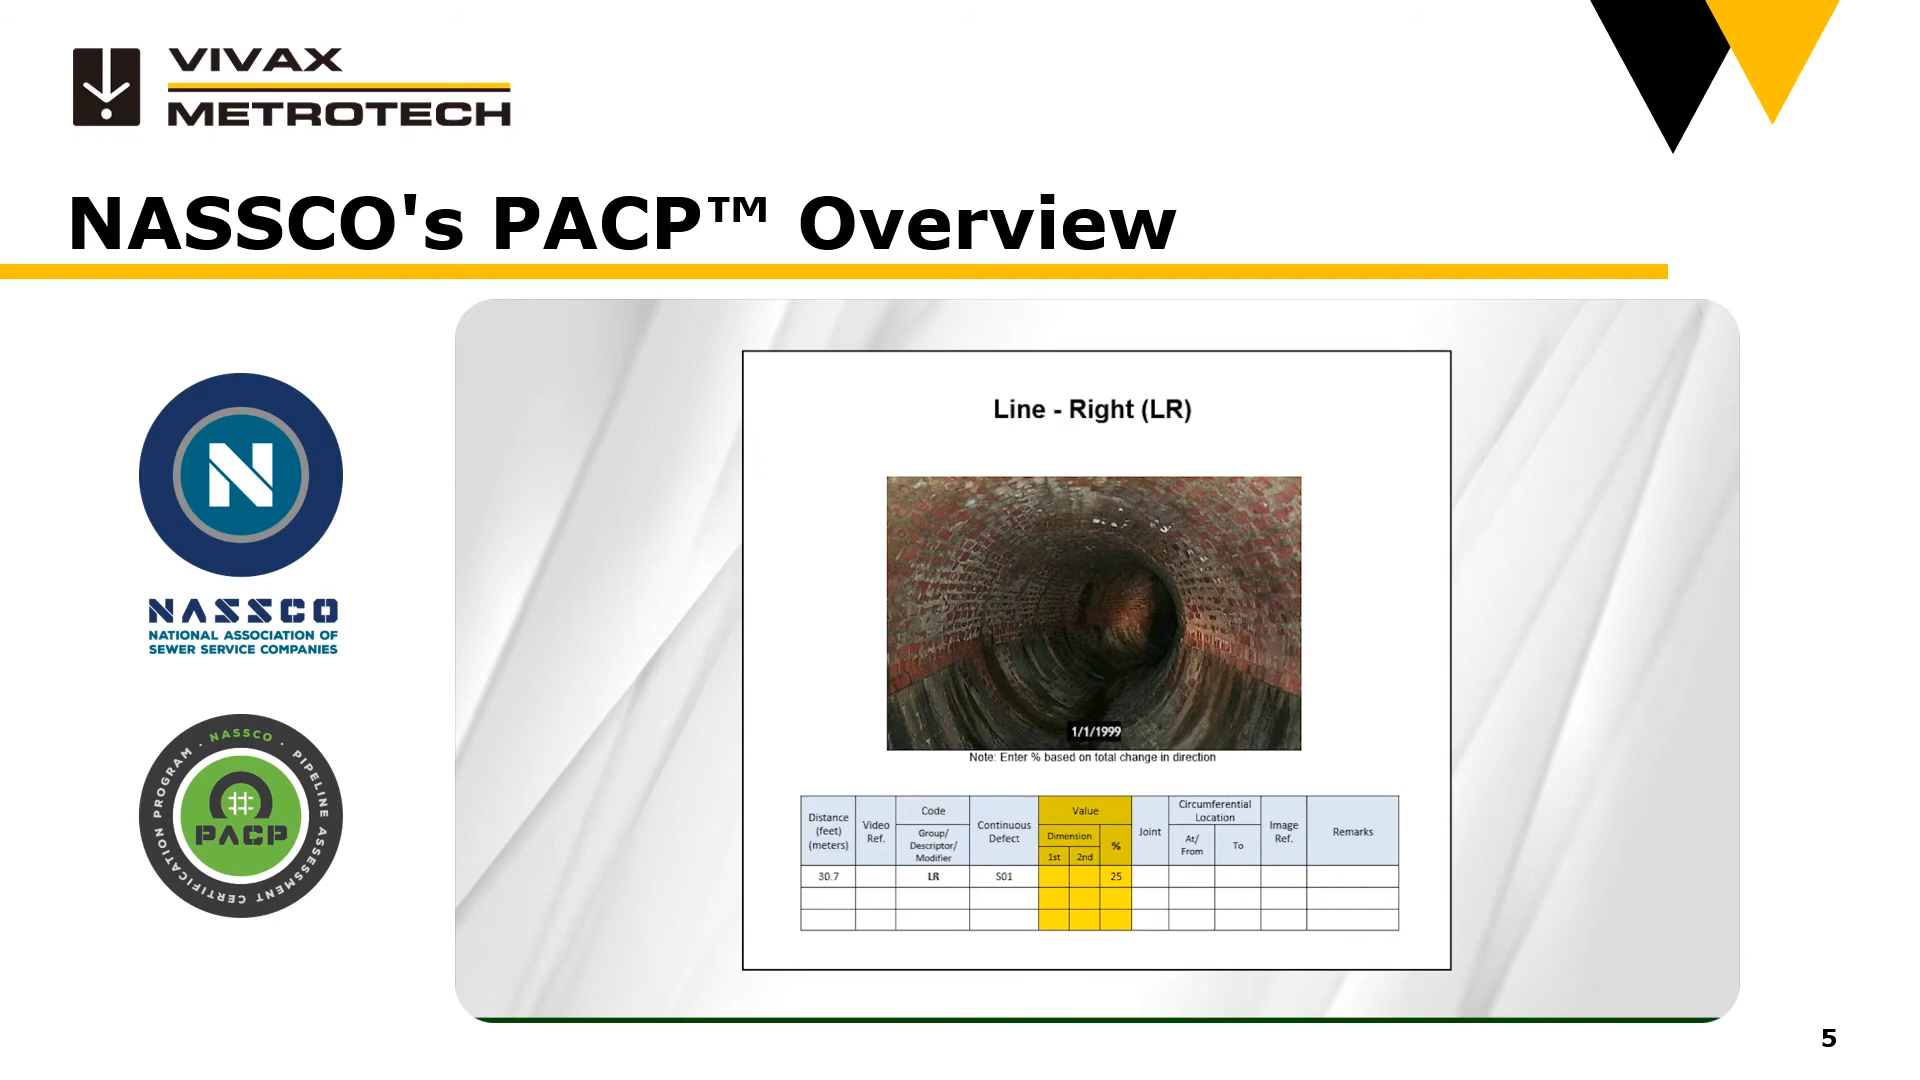 VIVAX
METROTECH
NASSCO's PACP™ Overview
N
NASSCO
NATIONAL ASSOCIATION OF
SEWER SERVICE COMPANIES
· NASSCO · PIPELINE ASSESSMENT CERTIFICATION PROGRAM
PACP
Line - Right (LR)
1/1/1999
Note: Enter % based on total change in direction
Distance (feet) (meters) Video Ref. Code Group/ Descriptor/ Modifier Continuous Defect Value Dimension 1st 2nd % Joint Circumferential Location At/ From To Image Ref. Remarks
30.7 LR S01 25
5